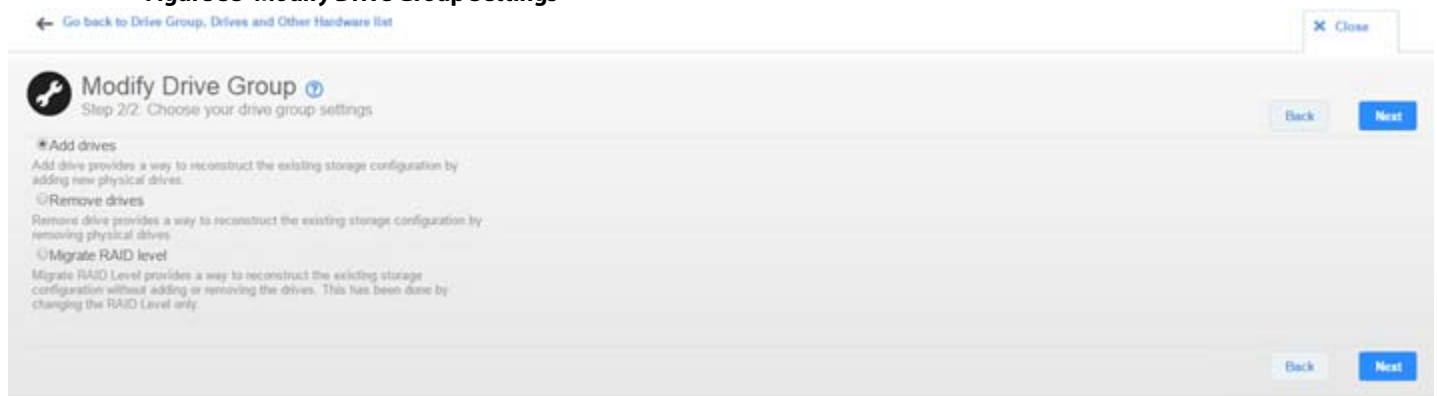 Modify Drive Group Settings
Go back to Drive Group, Drives and Other Hardware list
Close
Modify Drive Group
Step 2/2: Choose your drive group settings
Back
Next
Add drives
Add drive provides a way to reconstruct the existing storage configuration by
adding new physical drives.
Remove drives
Remove drive provides a way to reconstruct the existing storage configuration by
removing physical drives
Migrate RAID level
Migrate RAID Level provides a way to reconstruct the existing storage
configuration without adding or removing the drives. This has been done by
changing the RAID Level only.
Back
Next